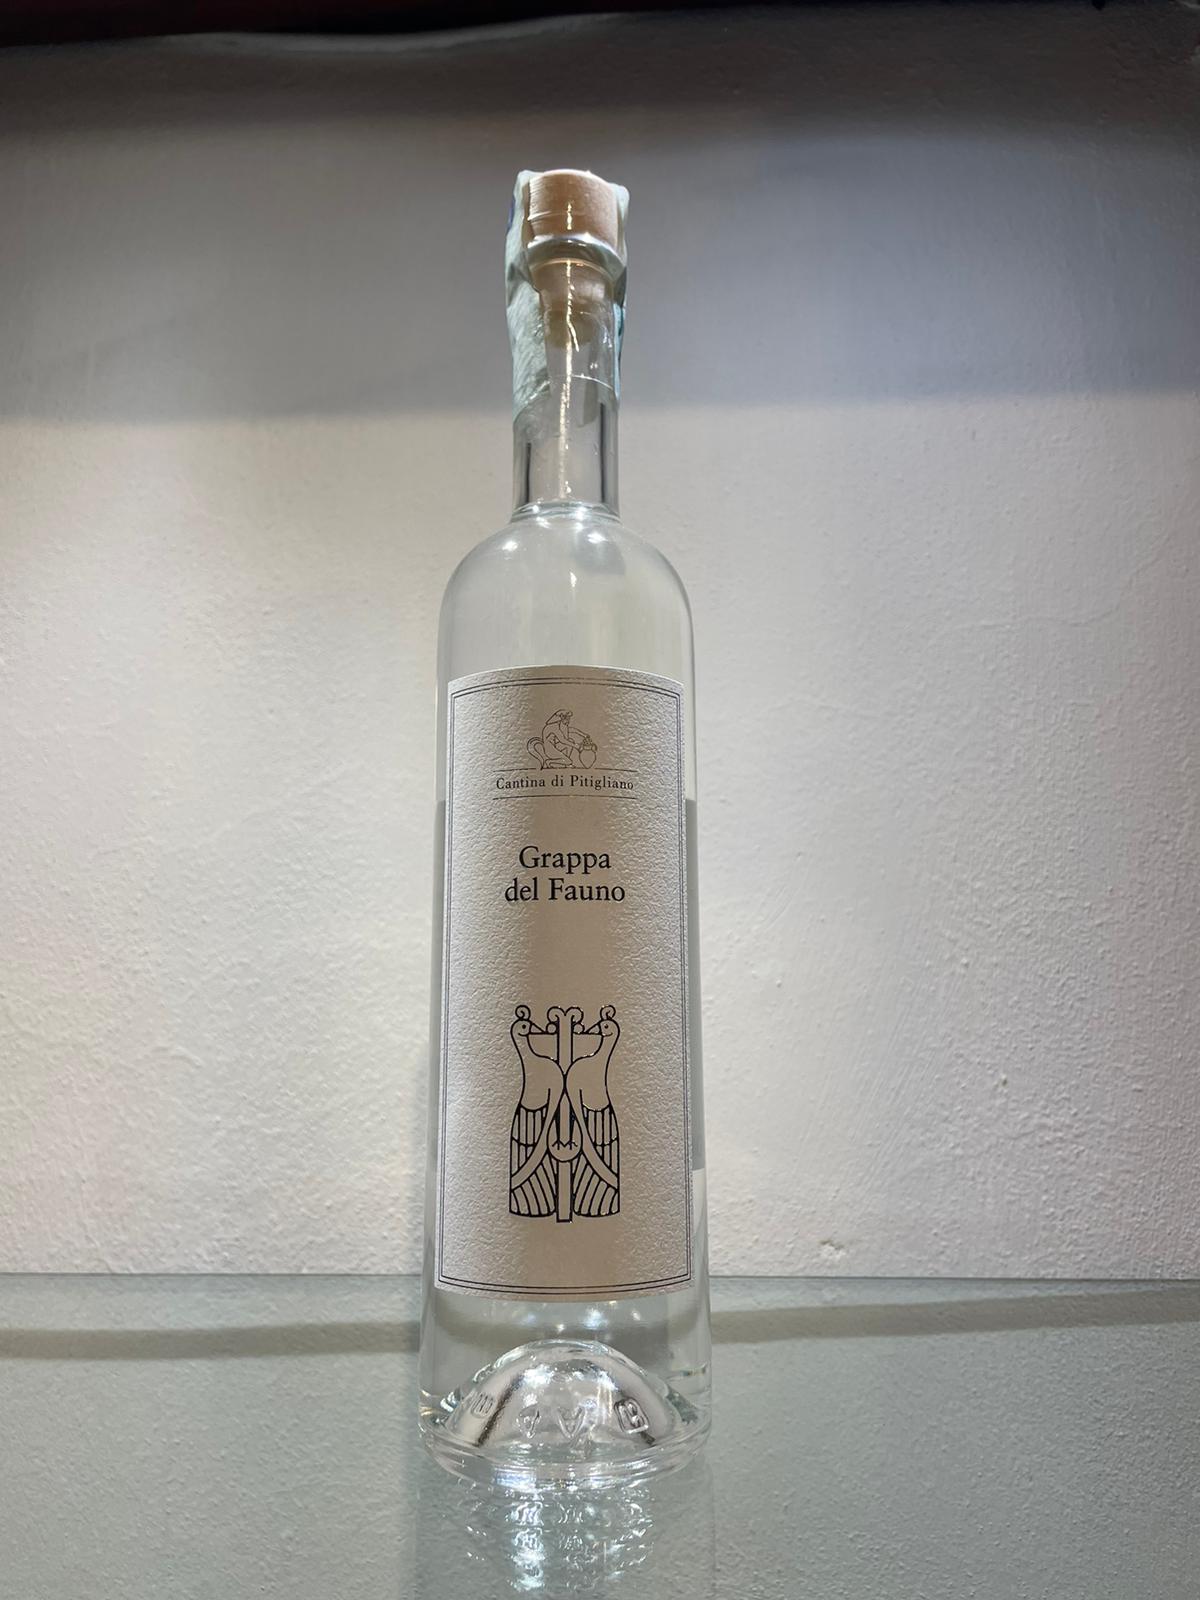 Cantina di Pitigliano
Grappa
del Fauno